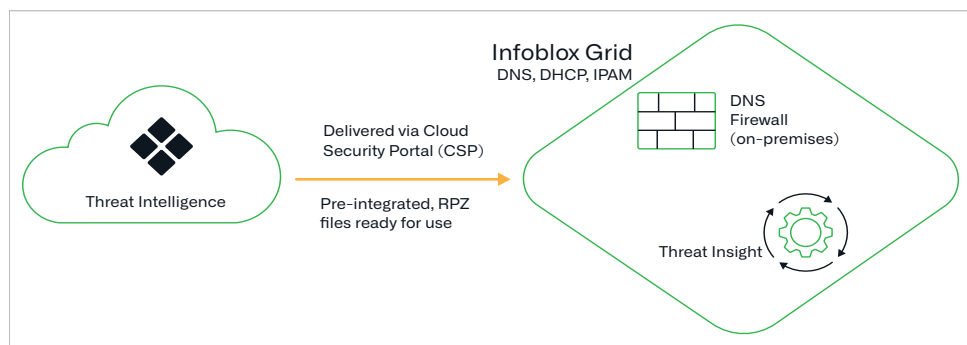 Infoblox Grid
DNS, DHCP, IPAM
DNS
Firewall
(on-premises)
Delivered via Cloud
Security Portal (CSP)
Threat Intelligence
Pre-integrated, RPZ
files ready for use
Threat Insight